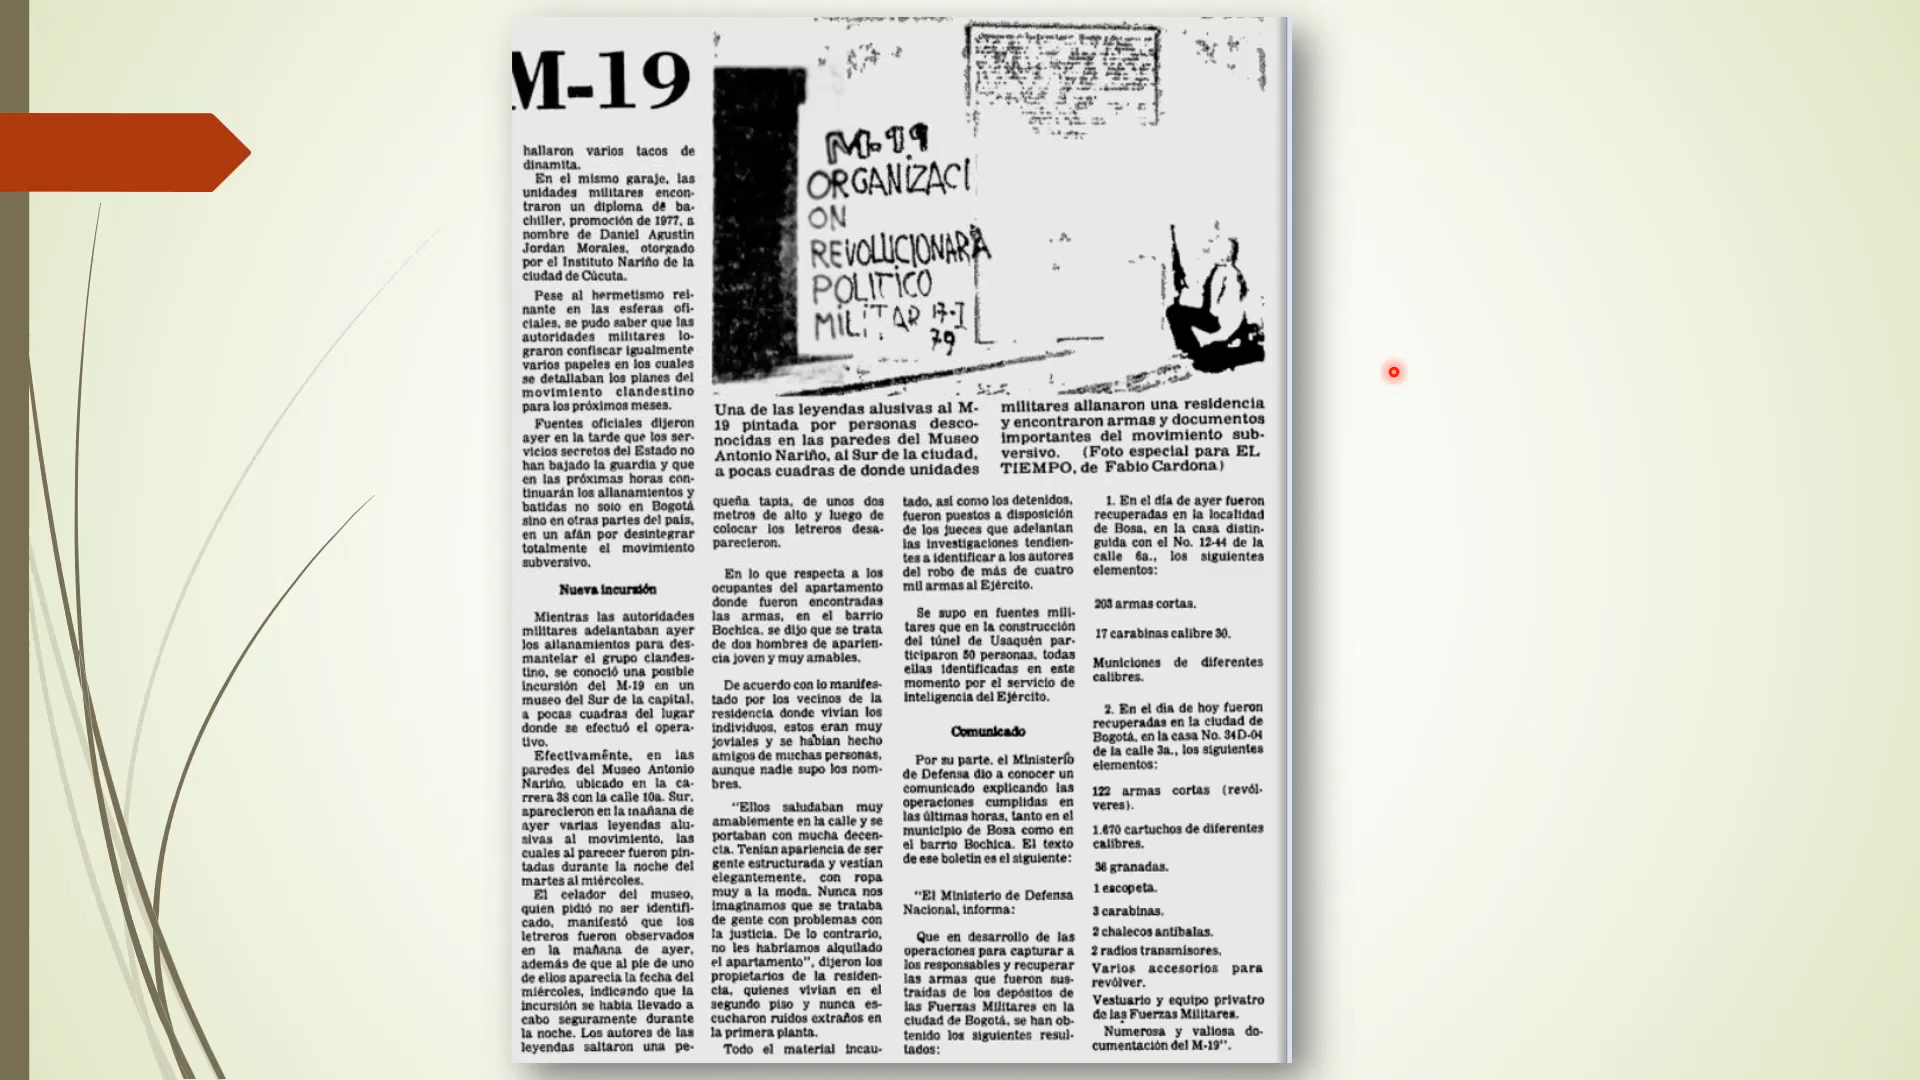 M-19
hallaron varios tacos de
dinamita.
En el mismo garaje, las
unidades militares encon-
traron un diploma de ba-
chiller, promoción de 1977, a
nombre de Daniel Agustin
Jordan Morales, otorgado
por el Instituto Nariño de la
ciudad de Cúcuta.
Pese al hermetismo rei-
nante en las esferas ofi-
ciales, se pudo saber que las
autoridades militares lo-
graron confiscar igualmente
varios papeles en los cuales
se detallaban los planes del
movimiento clandestino
para los próximos meses.
Fuentes oficiales dijeron
ayer en la tarde que los ser-
vicios secretos del Estado no
han bajado la guardia y que
en las próximas horas con-
tinuarán los allanamientos y
batidas no solo en Bogotá
sino en otras partes del país,
en un afán por desintegrar
totalmente el movimiento
subversivo.
Nueva incursión
Mientras las autoridades
militares adelantaban ayer
los allanamientos para des-
mantelar el grupo clandes-
tino, se conoció una posible
incursión del M-19 en un
museo del Sur de la capital,
a pocas cuadras del lugar
donde se efectuó el opera-
tivo.
Efectivamente, en las
paredes del Museo Antonio
Nariño, ubicado en la ca-
rrera 38 con la calle 10a. Sur,
aparecieron en la mañana de
ayer varias leyendas alu-
sivas al movimiento, las
cuales al parecer fueron pin-
tadas durante la noche del
martes al miércoles.
El celador del museo,
quien pidió no ser identifi-
cado, manifestó que los
letreros fueron observados
en la mañana de ayer,
además de que al pie de uno
de ellos aparecía la fecha del
miércoles, indicando que la
incursión se había llevado a
cabo seguramente durante
la noche. Los autores de las
leyendas saltaron una pe-
M-19
ORGANIZACI
ON
REVOLUCIONARA
POLITICO
MILITAR 17-I
79
Una de las leyendas alusivas al M-
19 pintada por personas desco-
nocidas en las paredes del Museo
Antonio Nariño, al Sur de la ciudad,
a pocas cuadras de donde unidades
militares allanaron una residencia
y encontraron armas y documentos
importantes del movimiento sub-
versivo. (Foto especial para EL
TIEMPO, de Fabio Cardona)
queña tapia, de unos dos
metros de alto y luego de
colocar los letreros desa-
parecieron.
En lo que respecta a los
ocupantes del apartamento
donde fueron encontradas
las armas, en el barrio
Bochica, se dijo que se trata
de dos hombres de aparien-
cia joven y muy amables.
De acuerdo con lo manifes-
tado por los vecinos de la
residencia donde vivían los
individuos, estos eran muy
joviales y se habían hecho
amigos de muchas personas,
aunque nadie supo los nom-
bres.
"Ellos saludaban muy
amablemente en la calle y se
portaban con mucha decen-
cia. Tenían apariencia de ser
gente estructurada y vestían
elegantemente, con ropa
muy a la moda. Nunca nos
imaginamos que se trataba
de gente con problemas con
la justicia. De lo contrario,
no les habríamos alquilado
el apartamento", dijeron los
propietarios de la residen-
cia, quienes vivían en el
segundo piso y nunca es-
cucharon ruidos extraños en
la primera planta.
Todo el material incau-
tado, así como los detenidos,
fueron puestos a disposición
de los jueces que adelantan
las investigaciones tendien-
tes a identificar a los autores
del robo de más de cuatro
mil armas al Ejército.
Se supo en fuentes mili-
tares que en la construcción
del túnel de Usaquén par-
ticiparon 50 personas, todas
ellas identificadas en este
momento por el servicio de
inteligencia del Ejército.
Comunicado
Por su parte, el Ministerio
de Defensa dio a conocer un
comunicado explicando las
operaciones cumplidas en
las últimas horas, tanto en el
municipio de Bosa como en
el barrio Bochica. El texto
de ese boletín es el siguiente:
"El Ministerio de Defensa
Nacional, informa:
Que en desarrollo de las
operaciones para capturar a
los responsables y recuperar
las armas que fueron sus-
traídas de los depósitos de
las Fuerzas Militares en la
ciudad de Bogotá, se han ob-
tenido los siguientes resul-
tados:
1. En el día de ayer fueron
recuperadas en la localidad
de Bosa, en la casa distin-
guida con el No. 12-44 de la
calle 6a., los siguientes
elementos:
203 armas cortas.
17 carabinas calibre 30.
Municiones de diferentes
calibres.
2. En el día de hoy fueron
recuperadas en la ciudad de
Bogotá, en la casa No. 34D-04
de la calle 3a., los siguientes
elementos:
122 armas cortas (revól-
veres).
1.670 cartuchos de diferentes
calibres.
36 granadas.
1 escopeta.
3 carabinas.
2 chalecos antibalas.
2 radios transmisores.
Varios accesorios para
revólver.
Vestuario y equipo privatro
de las Fuerzas Militares.
Numerosa y valiosa do-
cumentación del M-19".